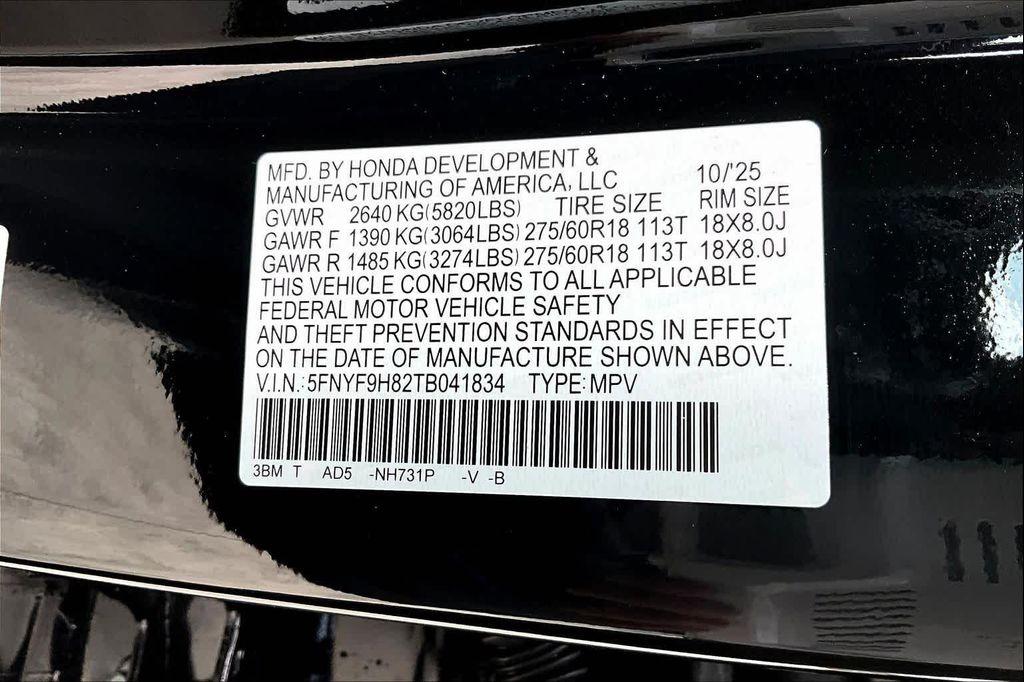 MFD. BY HONDA DEVELOPMENT &
MANUFACTURING OF AMERICA, LLC 10/'25
GVWR 2640 KG(5820LBS) TIRE SIZE RIM SIZE
GAWR F 1390 KG(3064LBS) 275/60R18 113T 18X8.0J
GAWR R 1485 KG(3274LBS) 275/60R18 113T 18X8.0J
THIS VEHICLE CONFORMS TO ALL APPLICABLE
FEDERAL MOTOR VEHICLE SAFETY
AND THEFT PREVENTION STANDARDS IN EFFECT
ON THE DATE OF MANUFACTURE SHOWN ABOVE.
V.I.N.:5FNYF9H82TB041834 TYPE:MPV
3BM T AD5 -NH731P -V -B